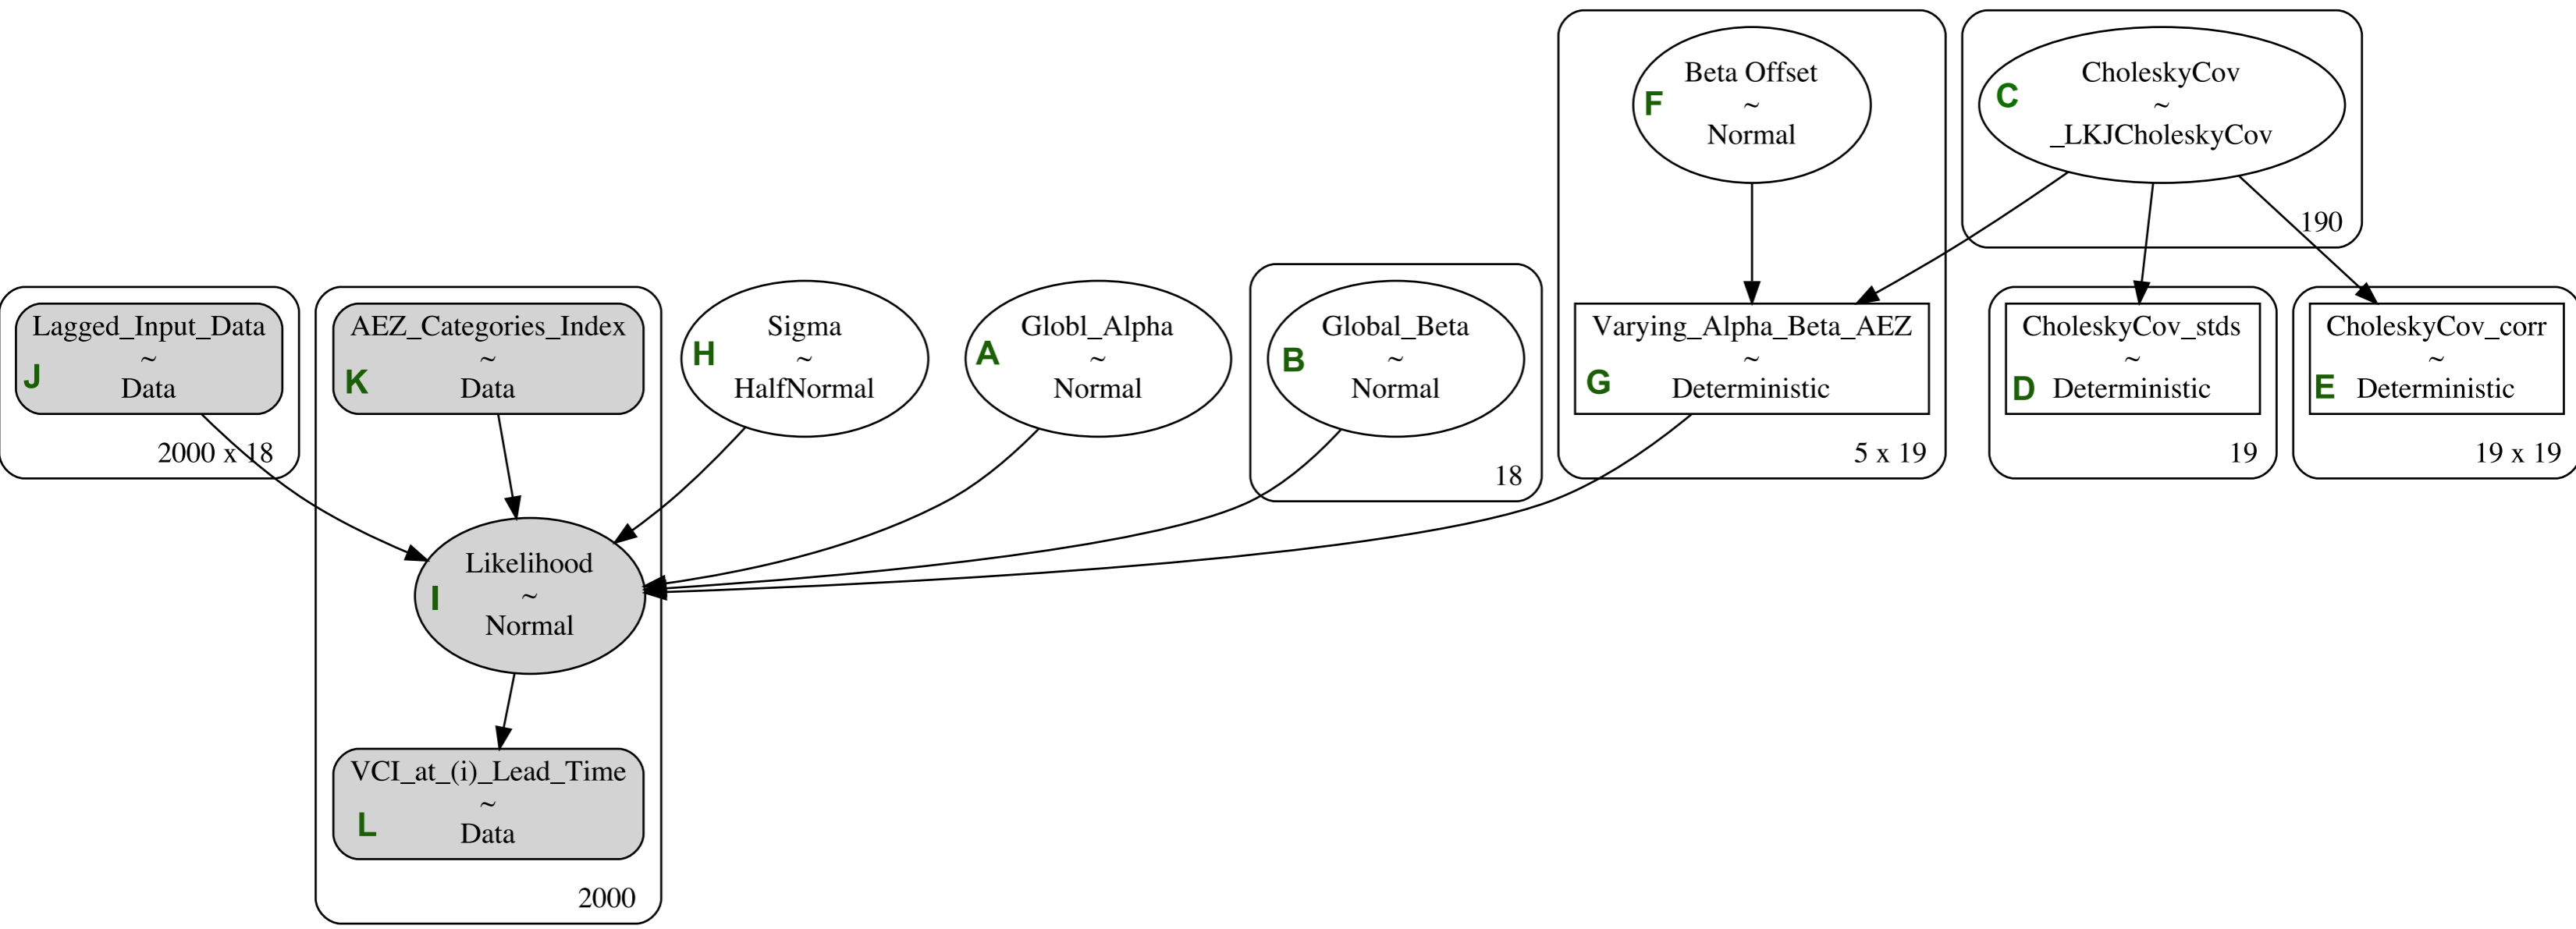 Beta Offset
~
Normal
F
CholeskyCov
~
_LKJCholeskyCov
C
190
Lagged_Input_Data
~
Data
J
2000 x 18
AEZ_Categories_Index
~
Data
K
Sigma
~
HalfNormal
H
Globl_Alpha
~
Normal
A
Global_Beta
~
Normal
B
18
Varying_Alpha_Beta_AEZ
~
Deterministic
G
5 x 19
CholeskyCov_stds
~
Deterministic
D
19
CholeskyCov_corr
~
Deterministic
E
19 x 19
Likelihood
~
Normal
I
VCI_at_(i)_Lead_Time
~
Data
L
2000